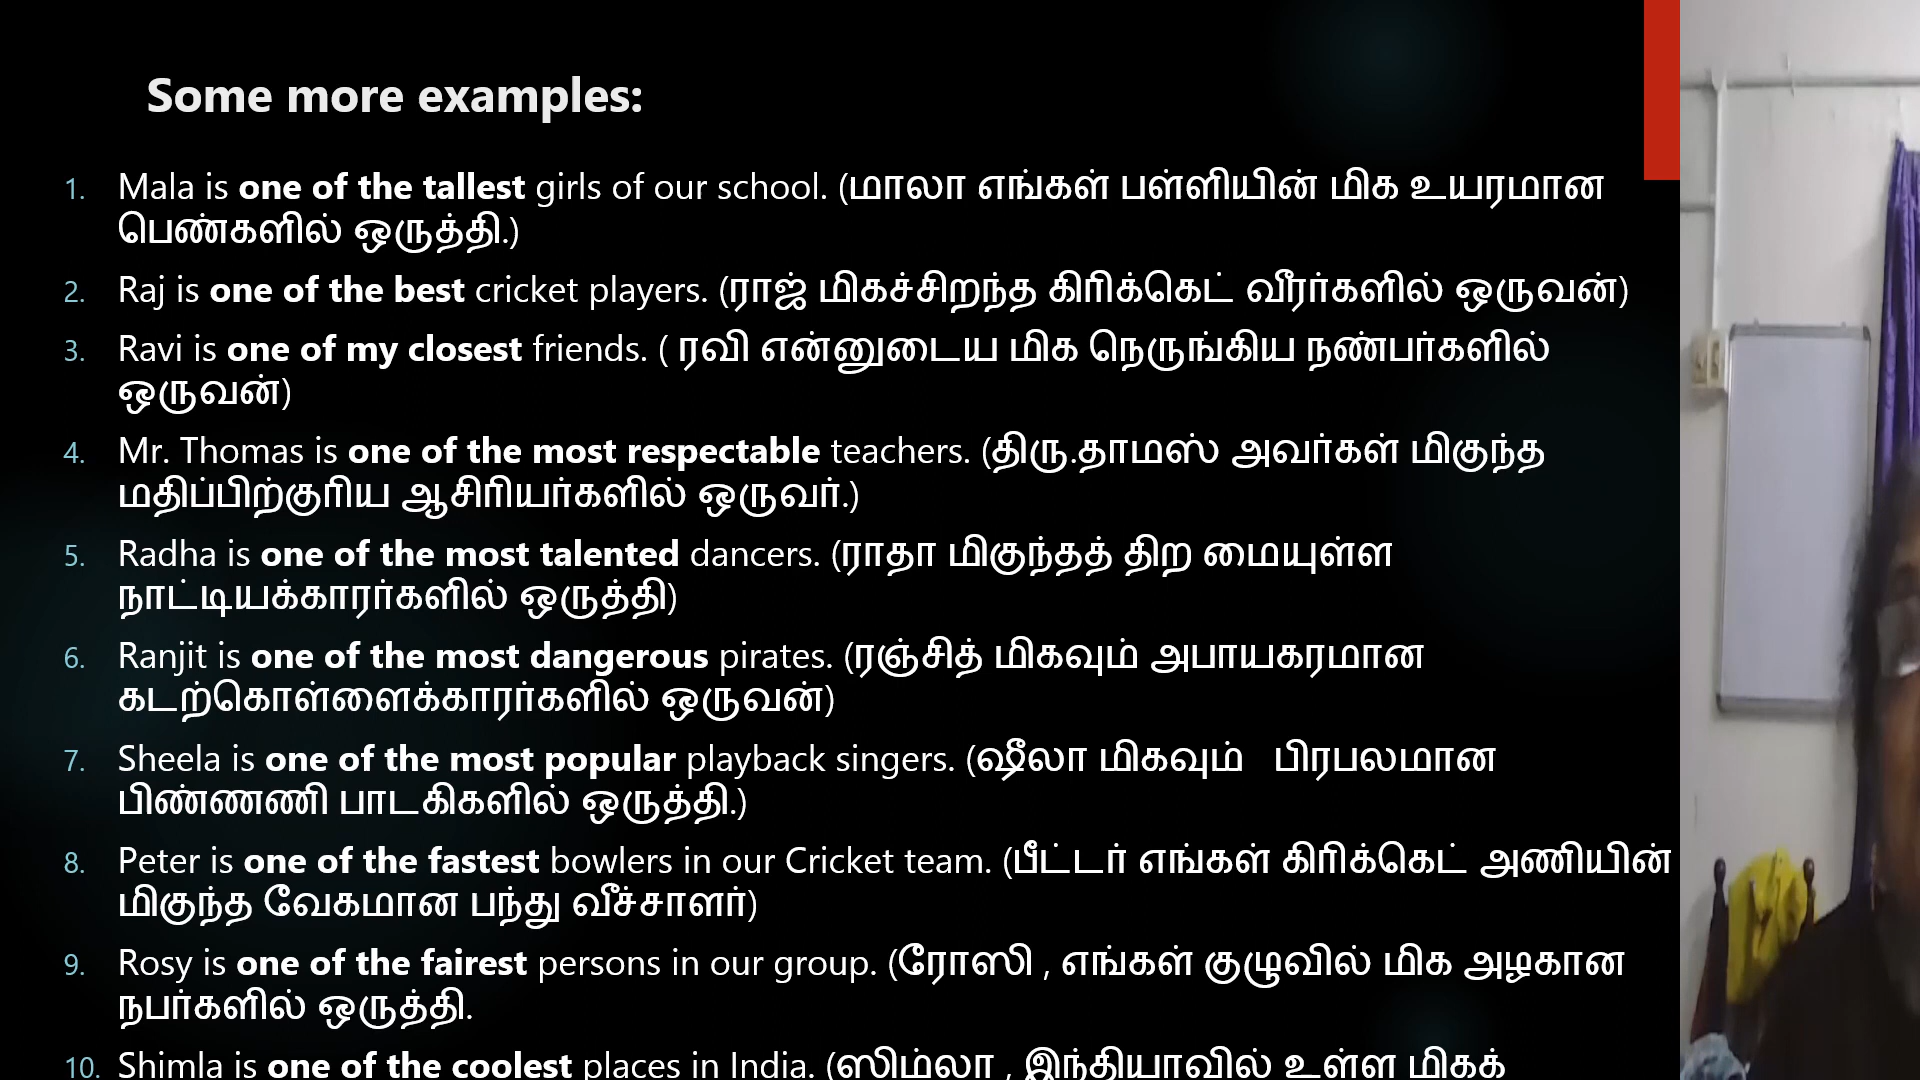 Some more examples:
1. Mala is one of the tallest girls of our school. (மாலா எங்கள் பள்ளியின் மிக உயரமான
பெண்களில் ஒருத்தி.)
2. Raj is one of the best cricket players. (ராஜ் மிகச்சிறந்த கிரிக்கெட் வீரர்களில் ஒருவன்)
3. Ravi is one of my closest friends. ( ரவி என்னுடைய மிக நெருங்கிய நண்பர்களில்
ஒருவன்)
4. Mr. Thomas is one of the most respectable teachers. (திரு.தாமஸ் அவர்கள் மிகுந்த
மதிப்பிற்குரிய ஆசிரியர்களில் ஒருவர்.)
5. Radha is one of the most talented dancers. (ராதா மிகுந்தத் திற மையுள்ள
நாட்டியக்காரர்களில் ஒருத்தி)
6. Ranjit is one of the most dangerous pirates. (ரஞ்சித் மிகவும் அபாயகரமான
கடற்கொள்ளைக்காரர்களில் ஒருவன்)
7. Sheela is one of the most popular playback singers. (ஷீலா மிகவும் பிரபலமான
பிண்ணணி பாடகிகளில் ஒருத்தி.)
8. Peter is one of the fastest bowlers in our Cricket team. (பீட்டர் எங்கள் கிரிக்கெட் அணியின்
மிகுந்த வேகமான பந்து வீச்சாளர்)
9. Rosy is one of the fairest persons in our group. (ரோஸி , எங்கள் குழுவில் மிக அழகான
நபர்களில் ஒருத்தி.
10. Shimla is one of the coolest places in India. (ஸிம்லா , இந்தியாவில் உள்ள மிகக்